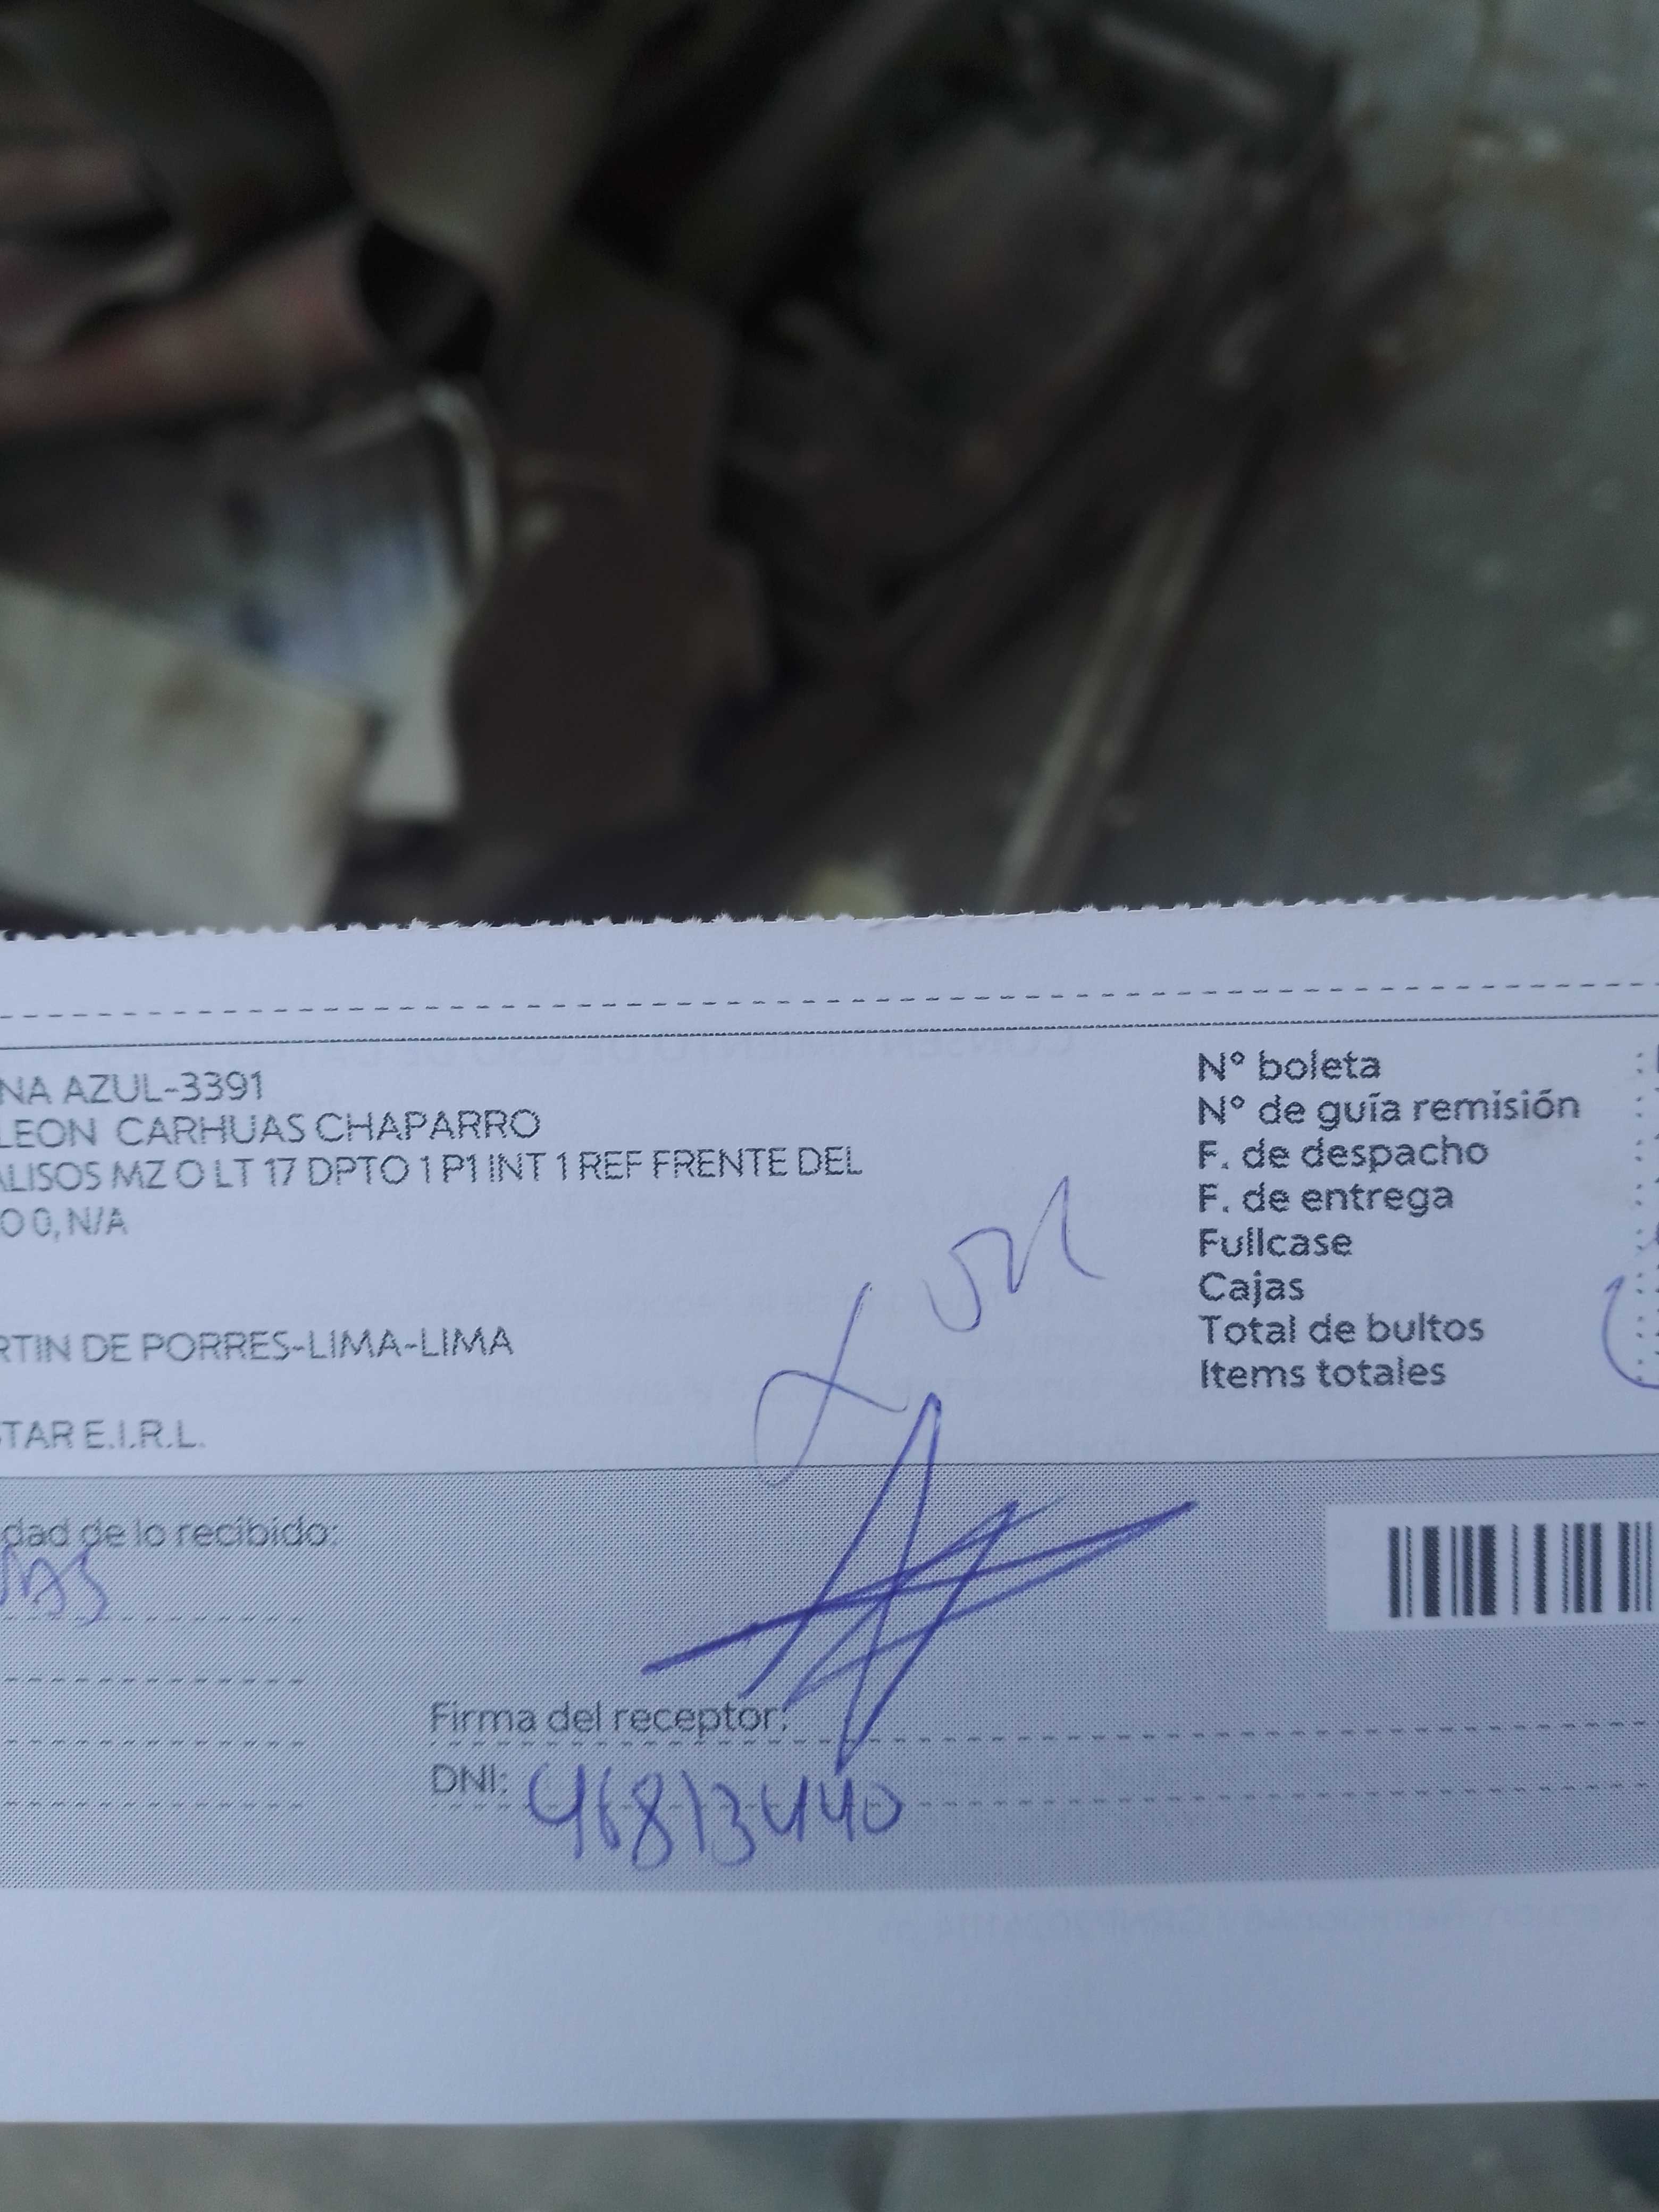 NA AZUL-3391
LEON CARHUAS CHAPARRO
ALISOS MZ O LT 17 DPTO 1 P1 INT 1 REF FRENTE DEL
O 0, N/A
RTIN DE PORRES-LIMA-LIMA
TAR E.I.R.L.
N° boleta :
N° de guía remisión :
F. de despacho :
F. de entrega :
Fullcase :
Cajas :
Total de bultos :
Items totales :
dad de lo recibido:
Firma del receptor:
DNI: 46813440